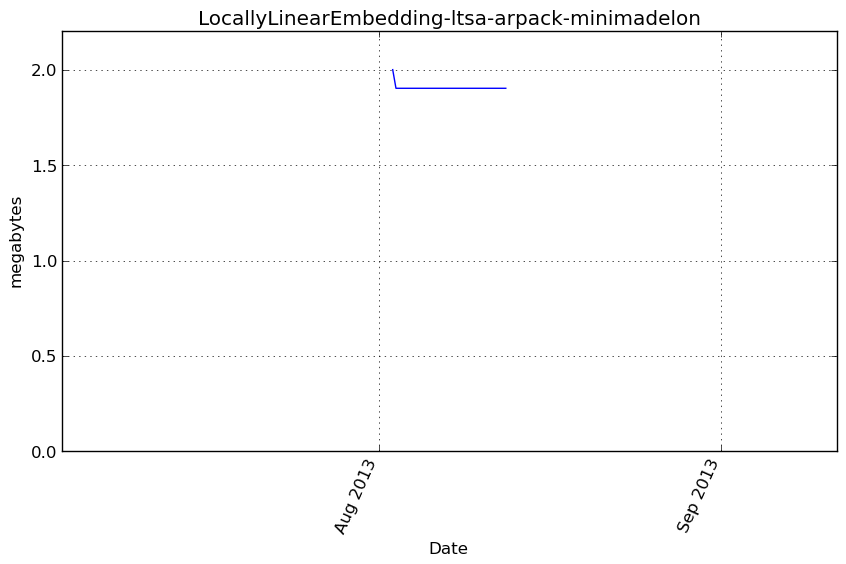 LocallyLinearEmbedding-ltsa-arpack-minimadelon
2.0
1.5
1.0
0.5
0.0
megabytes
Aug 2013
Sep 2013
Date